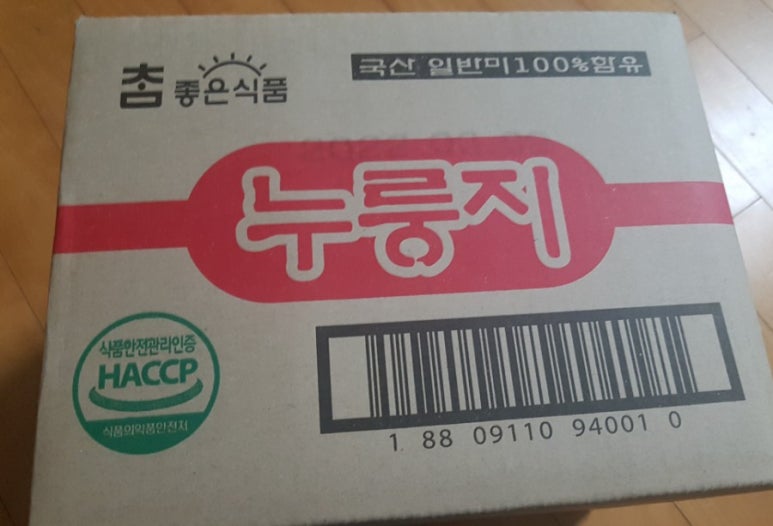 참 좋은식품
국산 일반미100%함유
누룽지
식품안전관리인증
HACCP
식품의약품안전처
1 88 09110 94001 0